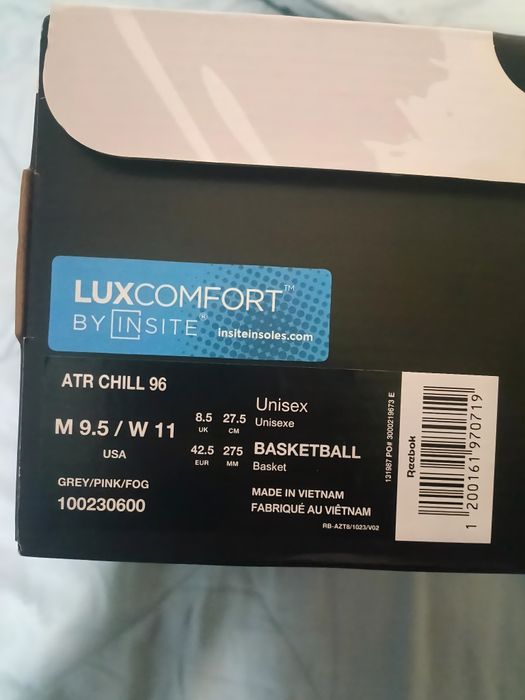 LUXCOMFORT™
BY INSITE® insiteinsoles.com
ATR CHILL 96
M 9.5 / W 11
USA
8.5 27.5
UK CM
42.5 275
EUR MM
Unisex
Unisexe
BASKETBALL
Basket
GREY/PINK/FOG
100230600
MADE IN VIETNAM
FABRIQUÉ AU VIÊTNAM
RB-AZT8/1023/V02
131987 PO# 3000219673 E
Reebok
1 200161 970719